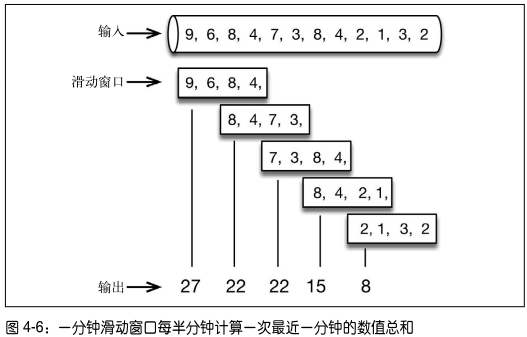 输入
9, 6, 8, 4, 7, 3, 8, 4, 2, 1, 3, 2
滑动窗口
9, 6, 8, 4,
8, 4, 7, 3,
7, 3, 8, 4,
8, 4, 2, 1,
2, 1, 3, 2
输出 27 22 22 15 8
图 4-6：一分钟滑动窗口每半分钟计算一次最近一分钟的数值总和